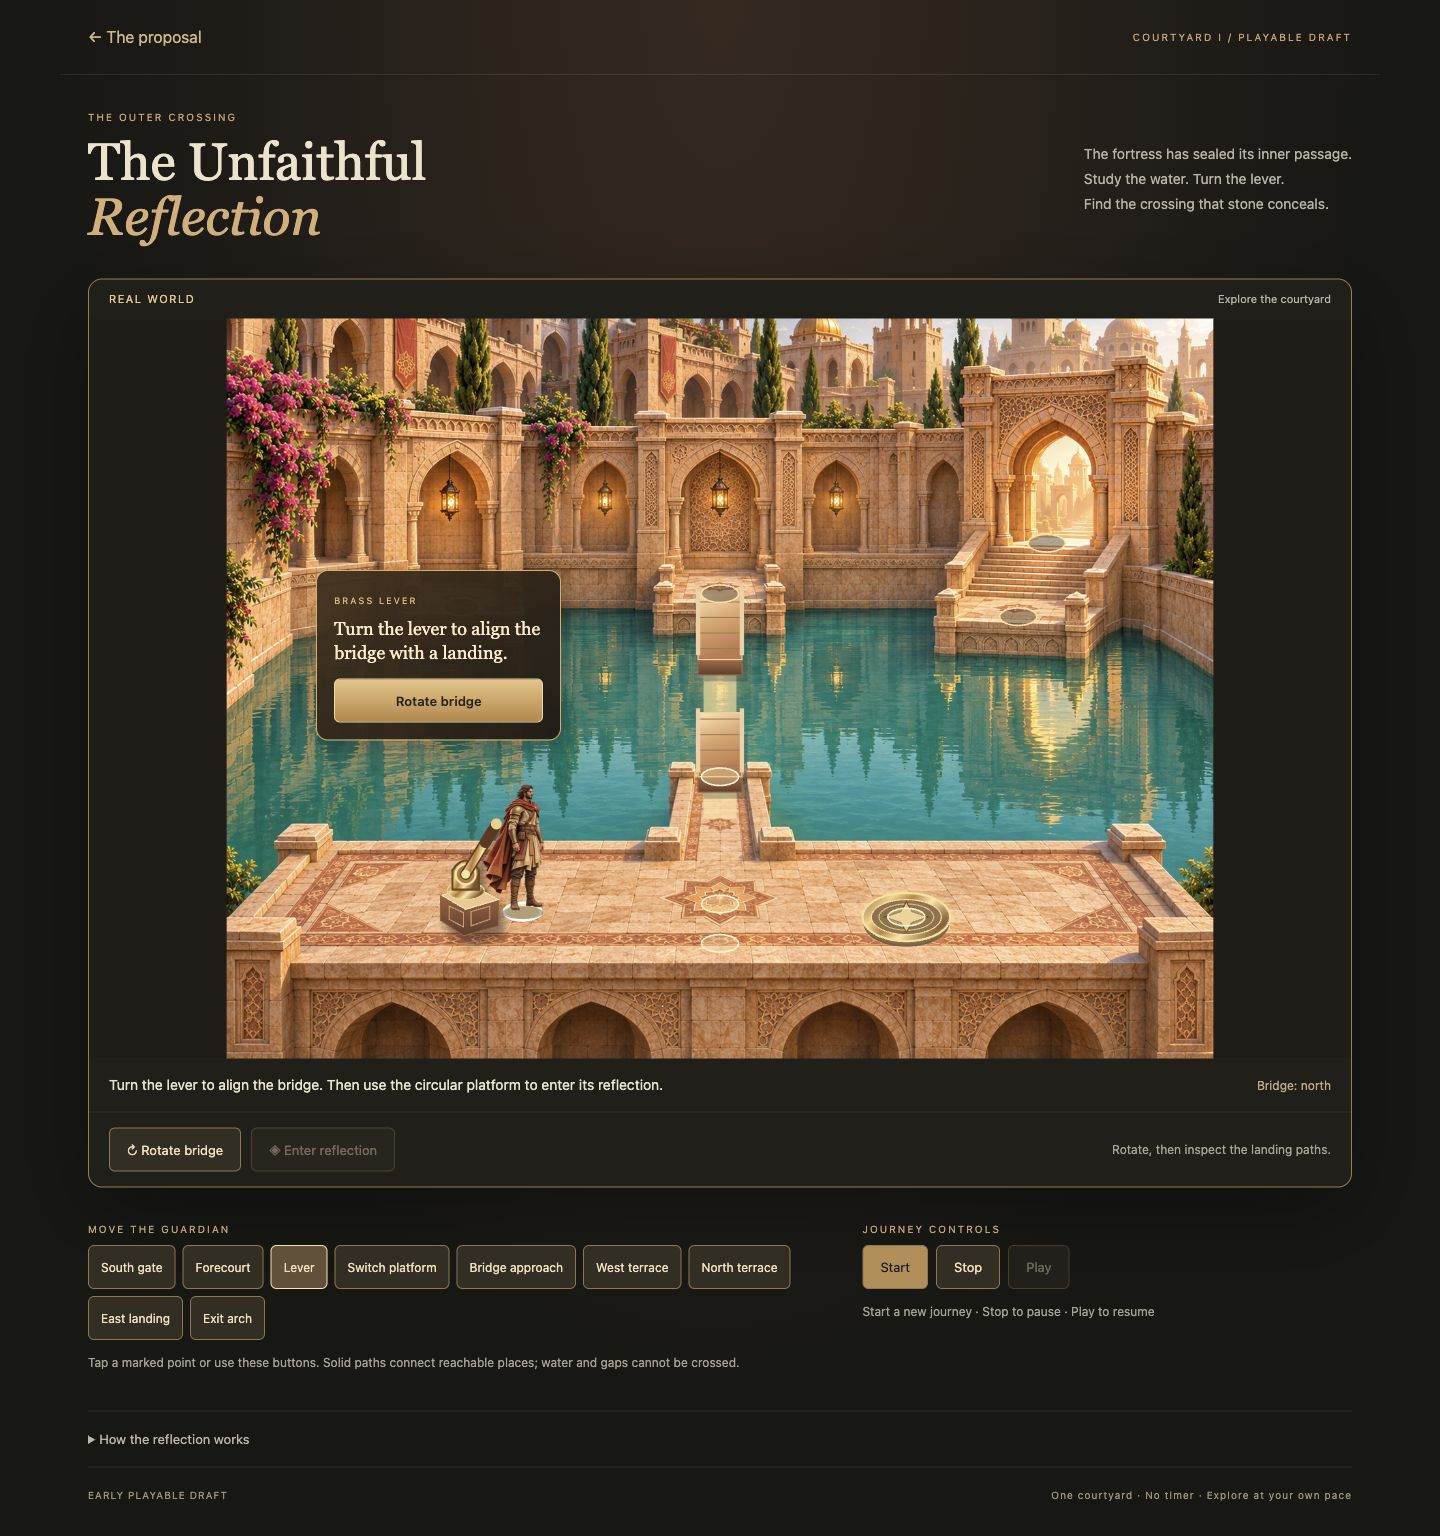 ← The proposal
COURTYARD I / PLAYABLE DRAFT
THE OUTER CROSSING
The Unfaithful
Reflection
The fortress has sealed its inner passage.
Study the water. Turn the lever.
Find the crossing that stone conceals.
REAL WORLD
Explore the courtyard
BRASS LEVER
Turn the lever to align the
bridge with a landing.
Rotate bridge
Turn the lever to align the bridge. Then use the circular platform to enter its reflection.
Bridge: north
↻ Rotate bridge
◈ Enter reflection
Rotate, then inspect the landing paths.
MOVE THE GUARDIAN
South gate
Forecourt
Lever
Switch platform
Bridge approach
West terrace
North terrace
East landing
Exit arch
Tap a marked point or use these buttons. Solid paths connect reachable places; water and gaps cannot be crossed.
JOURNEY CONTROLS
Start
Stop
Play
Start a new journey · Stop to pause · Play to resume
▶ How the reflection works
EARLY PLAYABLE DRAFT
One courtyard · No timer · Explore at your own pace